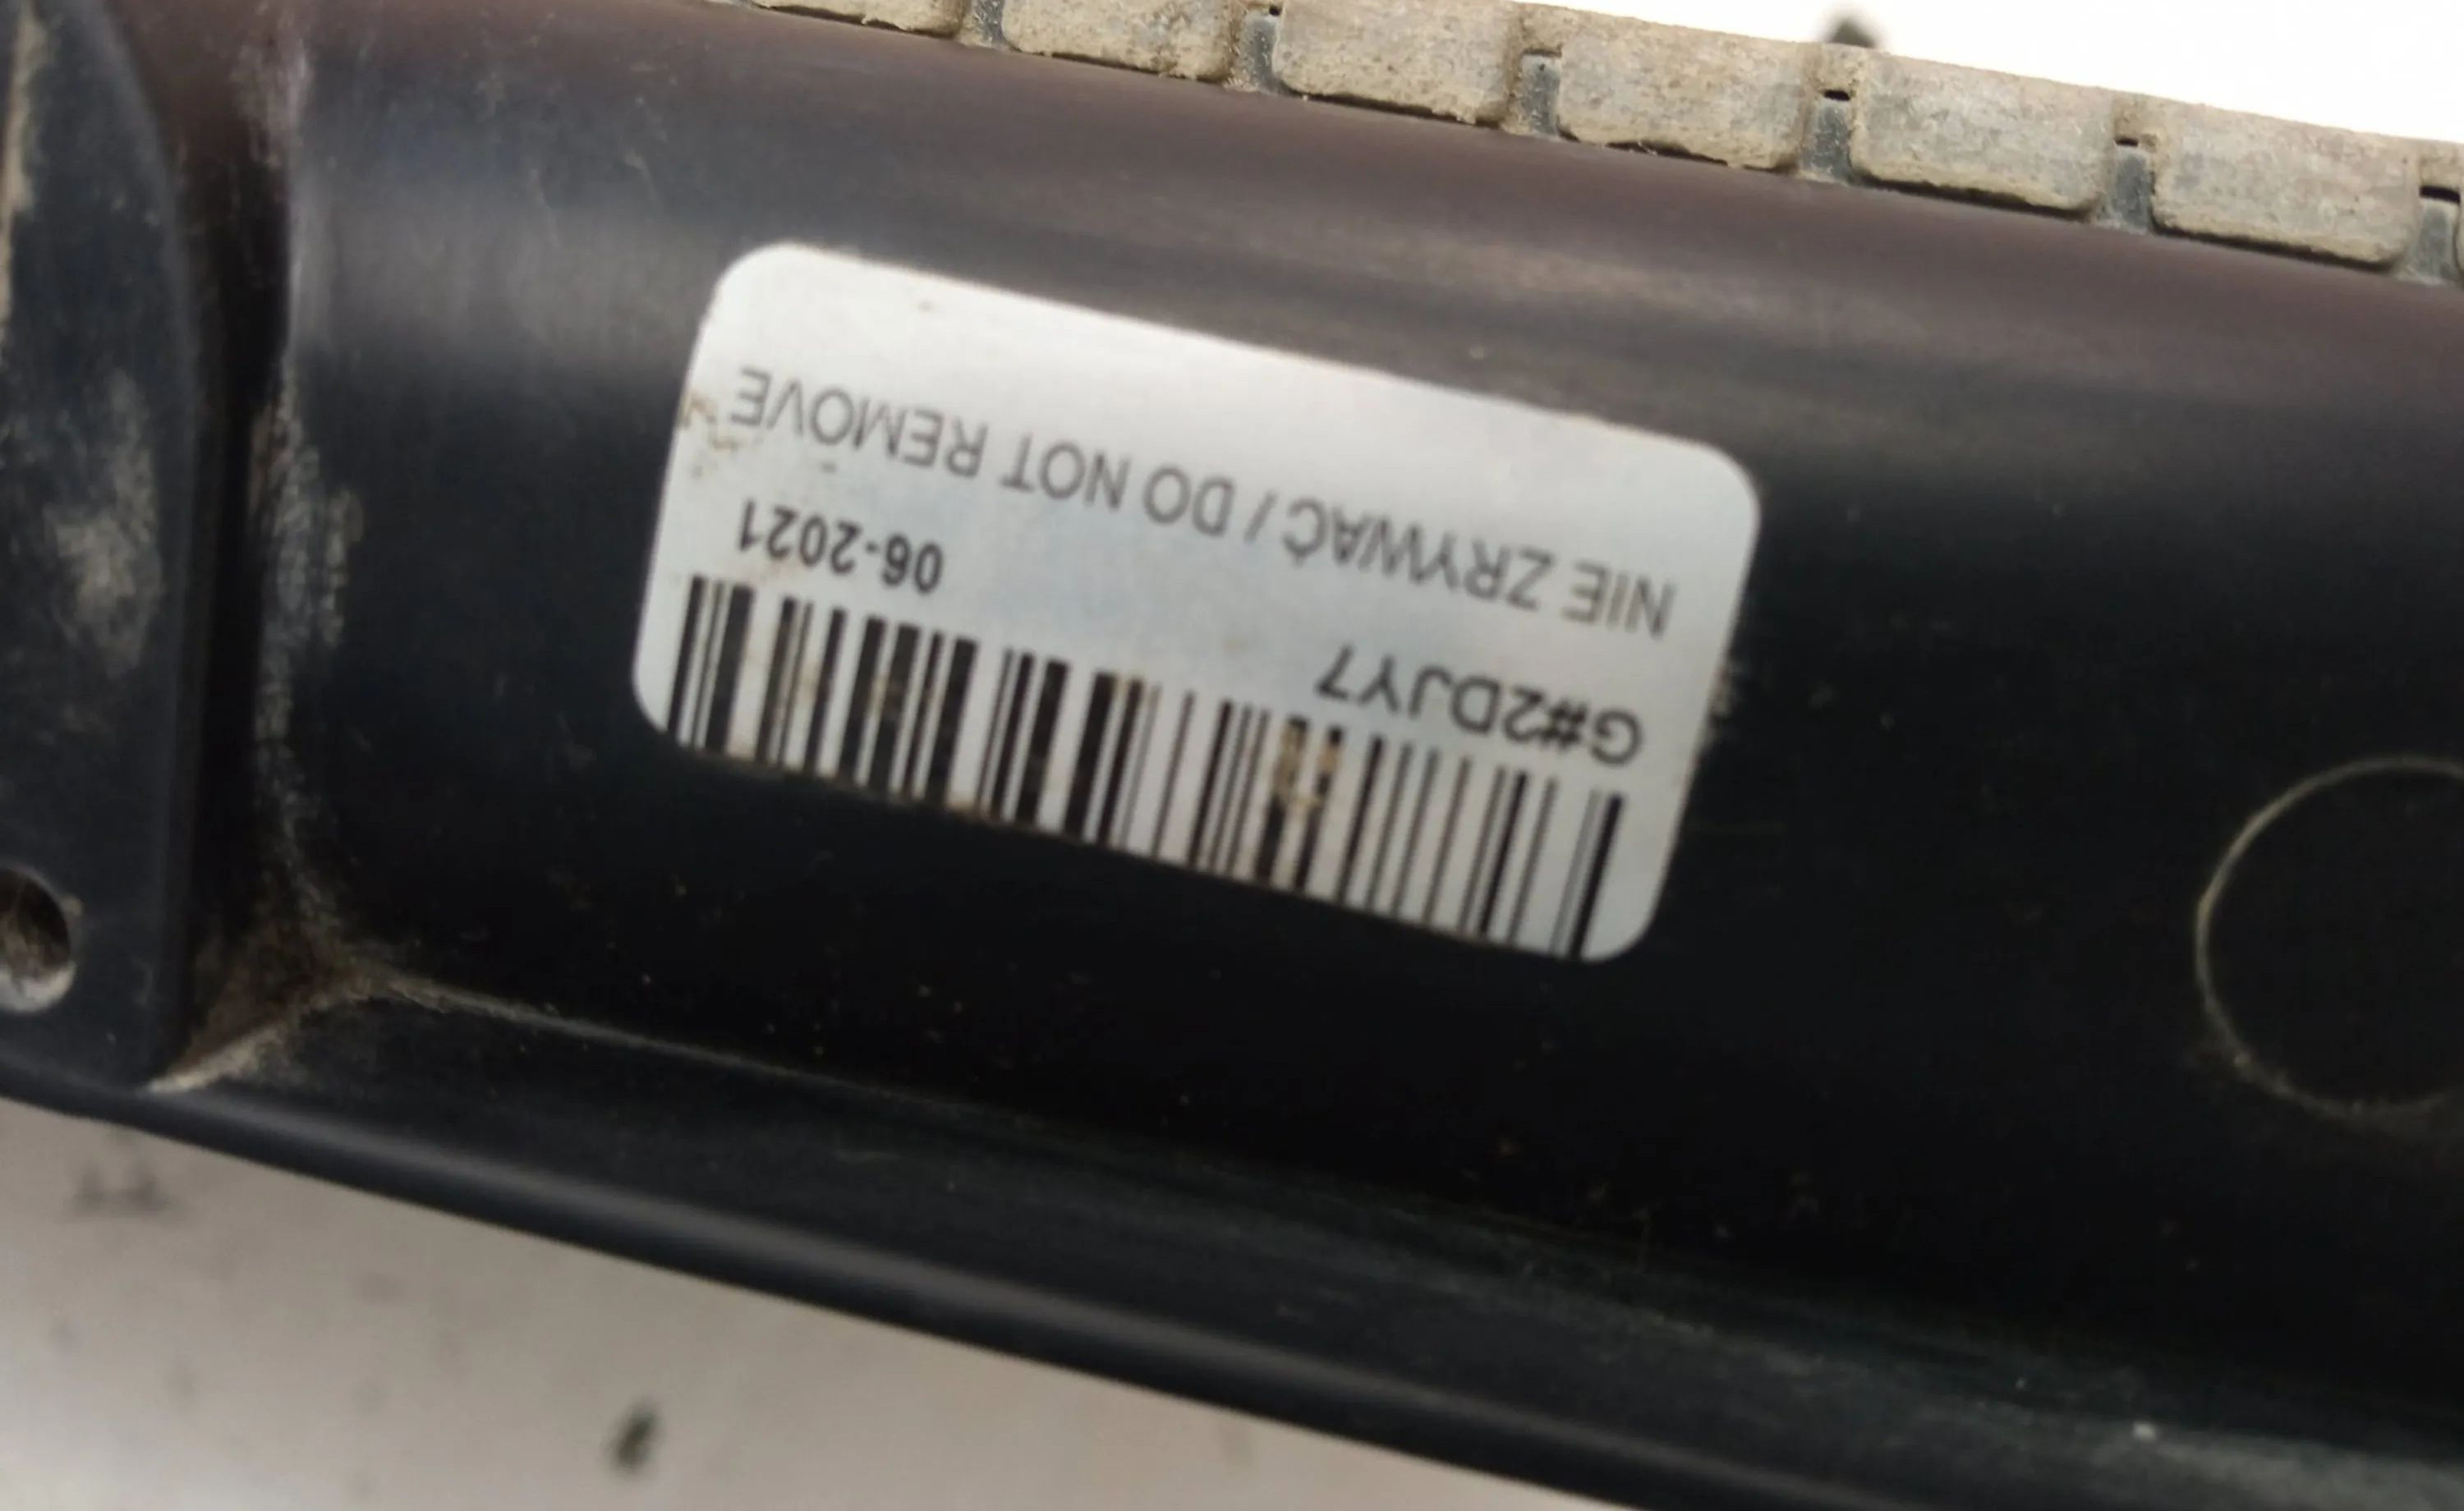 G#2DJY7
06-2021
NIE ZRYWAĆ / DO NOT REMOVE